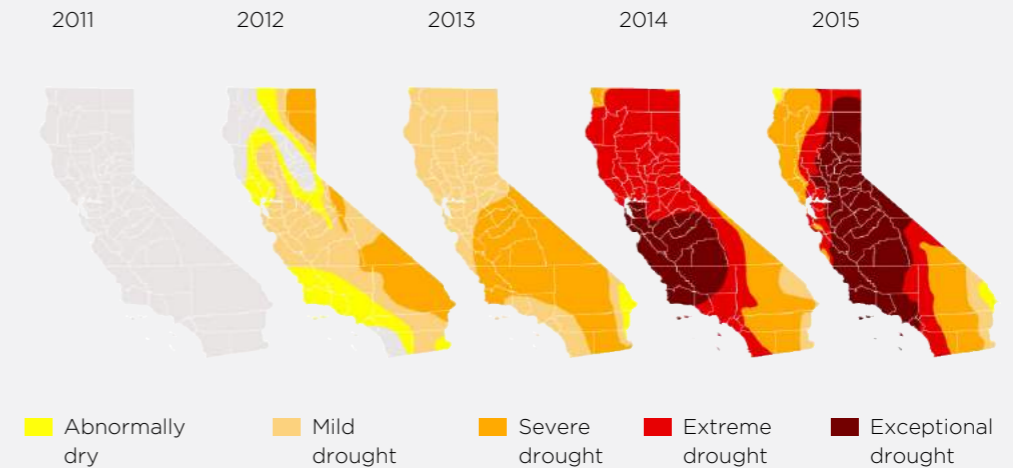 2011 2012 2013 2014 2015
Abnormally dry
Mild drought
Severe drought
Extreme drought
Exceptional drought